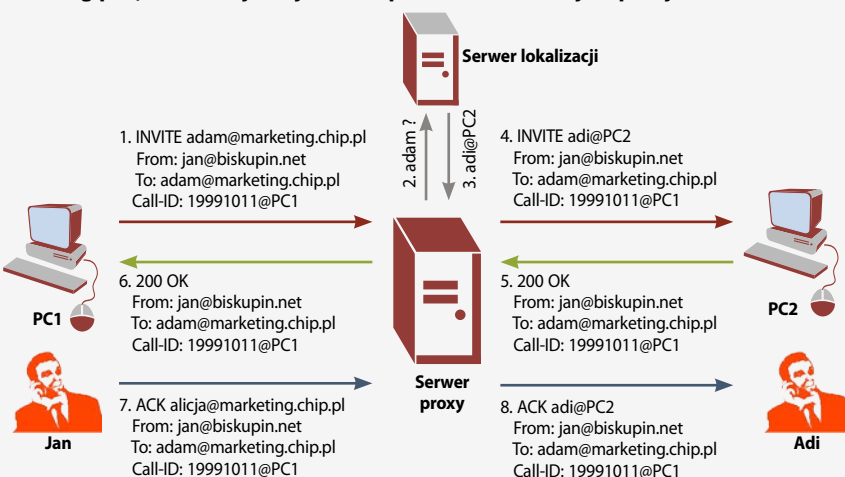 Serwer lokalizacji
2. adam ?
3. adi@PC2
1. INVITE adam@marketing.chip.pl
From: jan@biskupin.net
To: adam@marketing.chip.pl
Call-ID: 19991011@PC1
4. INVITE adi@PC2
From: jan@biskupin.net
To: adam@marketing.chip.pl
Call-ID: 19991011@PC1
PC1
6. 200 OK
From: jan@biskupin.net
To: adam@marketing.chip.pl
Call-ID: 19991011@PC1
5. 200 OK
From: jan@biskupin.net
To: adam@marketing.chip.pl
Call-ID: 19991011@PC1
PC2
Serwer
proxy
Jan
7. ACK alicja@marketing.chip.pl
From: jan@biskupin.net
To: adam@marketing.chip.pl
Call-ID: 19991011@PC1
8. ACK adi@PC2
From: jan@biskupin.net
To: adam@marketing.chip.pl
Call-ID: 19991011@PC1
Adi